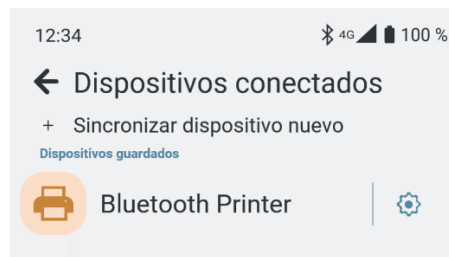 12:34 4G 100 %
Dispositivos conectados
+ Sincronizar dispositivo nuevo
Dispositivos guardados
Bluetooth Printer